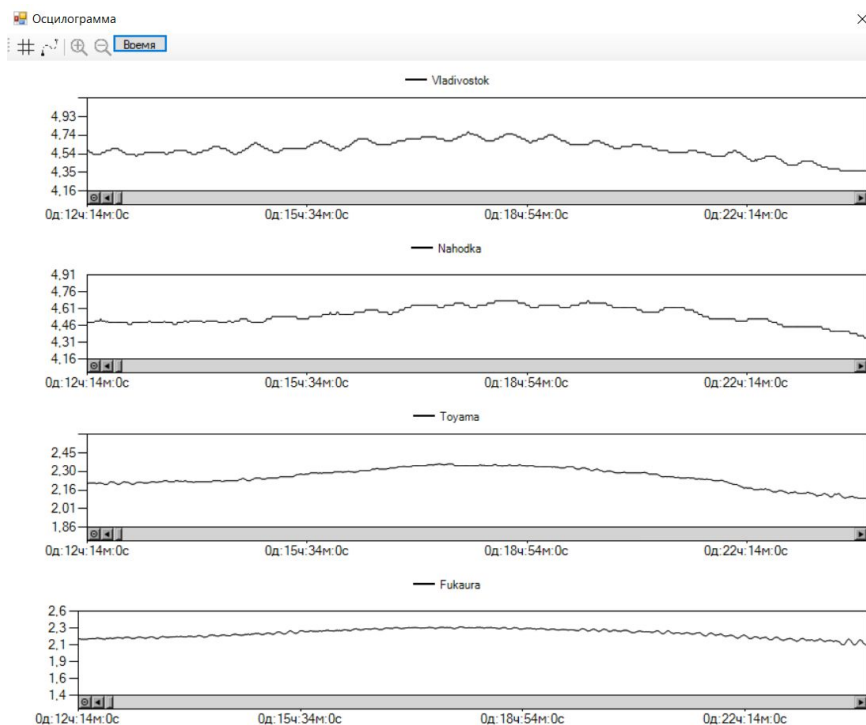 Осцилограмма
Время
Vladivostok
4,93
4,74
4,54
4,35
4,16
0д:12ч:14м:0с 0д:15ч:34м:0с 0д:18ч:54м:0с 0д:22ч:14м:0с
Nahodka
4,91
4,76
4,61
4,46
4,31
4,16
0д:12ч:14м:0с 0д:15ч:34м:0с 0д:18ч:54м:0с 0д:22ч:14м:0с
Toyama
2,45
2,30
2,16
2,01
1,86
0д:12ч:14м:0с 0д:15ч:34м:0с 0д:18ч:54м:0с 0д:22ч:14м:0с
Fukaura
2,6
2,3
2,1
1,9
1,6
1,4
0д:12ч:14м:0с 0д:15ч:34м:0с 0д:18ч:54м:0с 0д:22ч:14м:0с